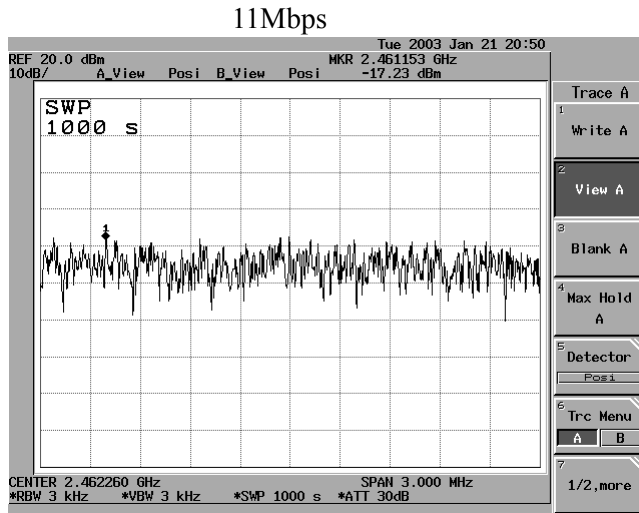 11Mbps
Tue 2003 Jan 21 20:50
REF 20.0 dBm MKR 2.461153 GHz
10dB/ A_View Posi B_View Posi -17.23 dBm
SWP
1000 s
1
CENTER 2.462260 GHz SPAN 3.000 MHz
*RBW 3 kHz *VBW 3 kHz *SWP 1000 s *ATT 30dB
Trace A
1
Write A
2
View A
3
Blank A
4
Max Hold
A
5
Detector
Posi
6
Trc Menu
A B
7
1/2,more